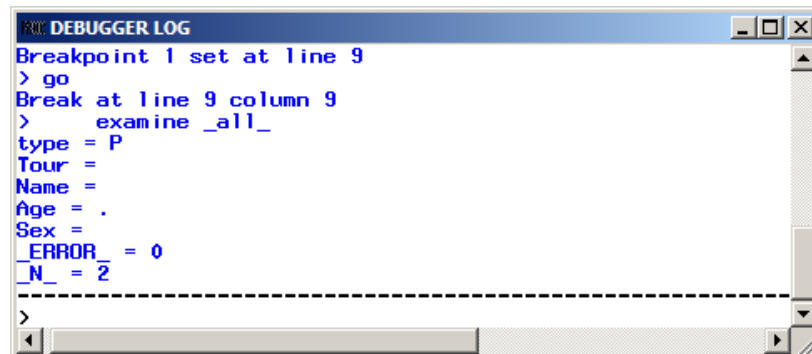 DEBUGGER LOG
Breakpoint 1 set at line 9
> go
Break at line 9 column 9
>     examine _all_
type = P
Tour =
Name =
Age = .
Sex =
_ERROR_ = 0
_N_ = 2
>